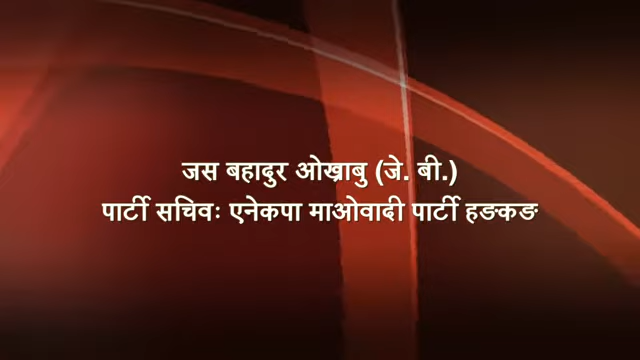 जस बहादुर ओख्राबु (जे. बी.)
पार्टी सचिवः एनेकपा माओवादी पार्टी हङकङ